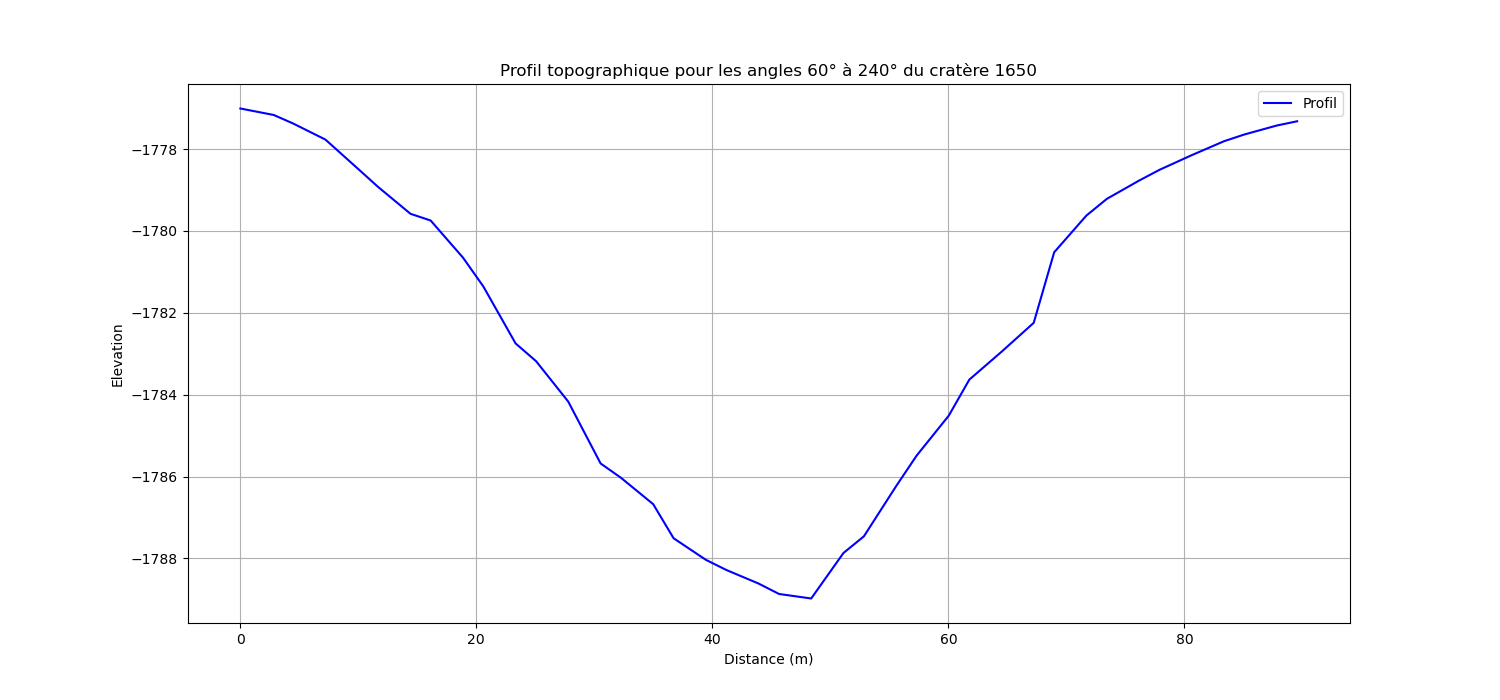 Profil topographique pour les angles 60° à 240° du cratère 1650
Profil
−1778
−1780
−1782
−1784
−1786
−1788
Elevation
0 20 40 60 80
Distance (m)